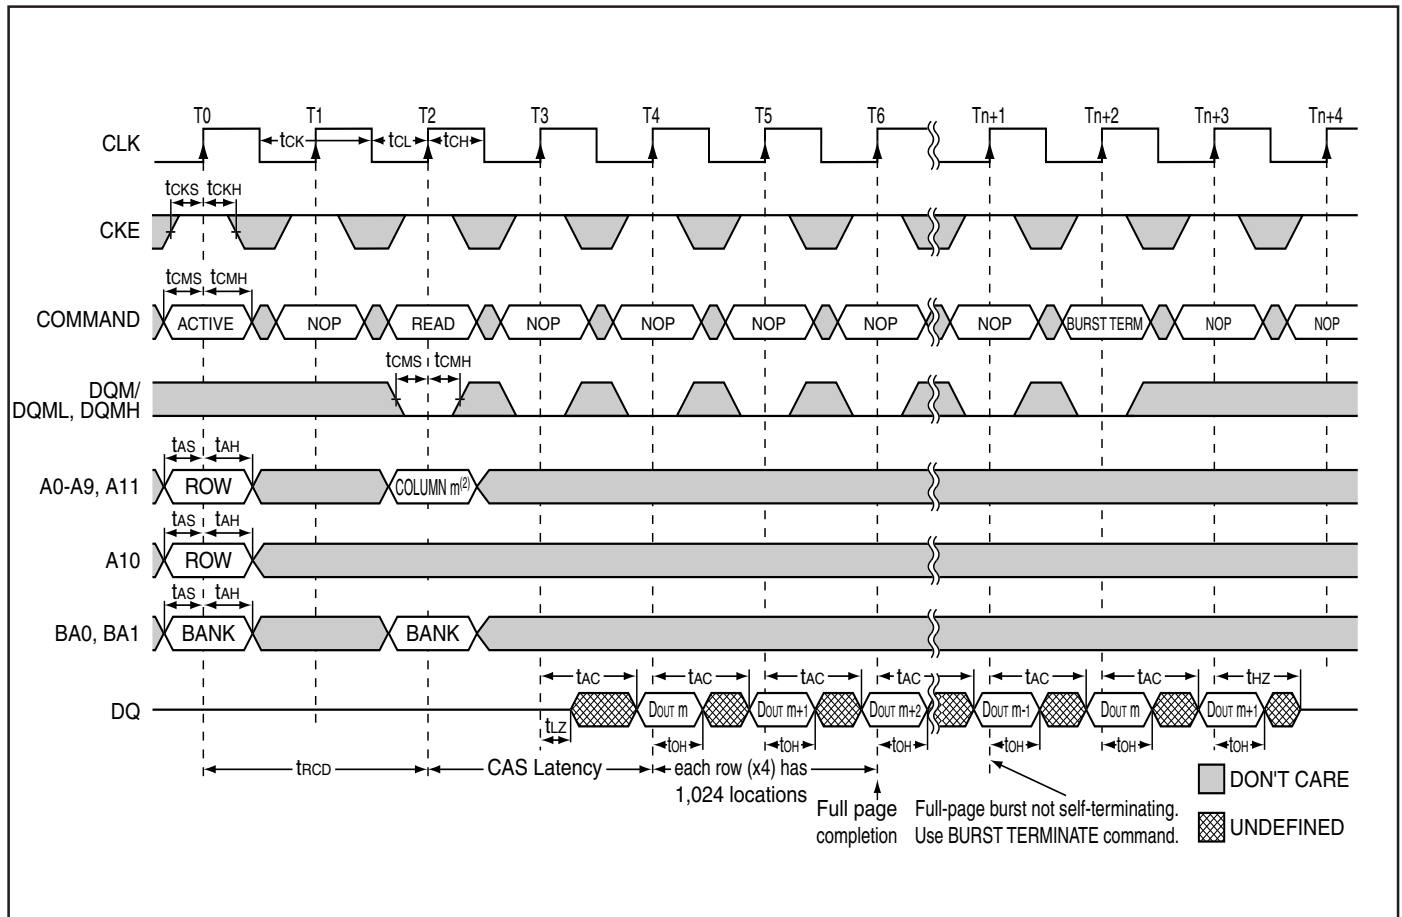 T0 T1 T2 T3 T4 T5 T6 Tn+1 Tn+2 Tn+3 Tn+4
CLK tCK tCL tCH
tCKS tCKH
CKE
tCMS tCMH
COMMAND ACTIVE NOP READ NOP NOP NOP NOP NOP BURST TERM NOP NOP
tCMS tCMH
DQM/
DQML, DQMH
tAS tAH
A0-A9, A11 ROW COLUMN m(2)
tAS tAH
A10 ROW
tAS tAH
BA0, BA1 BANK BANK
tAC tAC tAC tAC tAC tAC tHZ
DQ DOUT m DOUT m+1 DOUT m+2 DOUT m-1 DOUT m DOUT m+1
tLZ tOH tOH tOH tOH tOH tOH
tRCD CAS Latency each row (x4) has
1,024 locations
Full page
completion
Full-page burst not self-terminating.
Use BURST TERMINATE command.
DON'T CARE
UNDEFINED